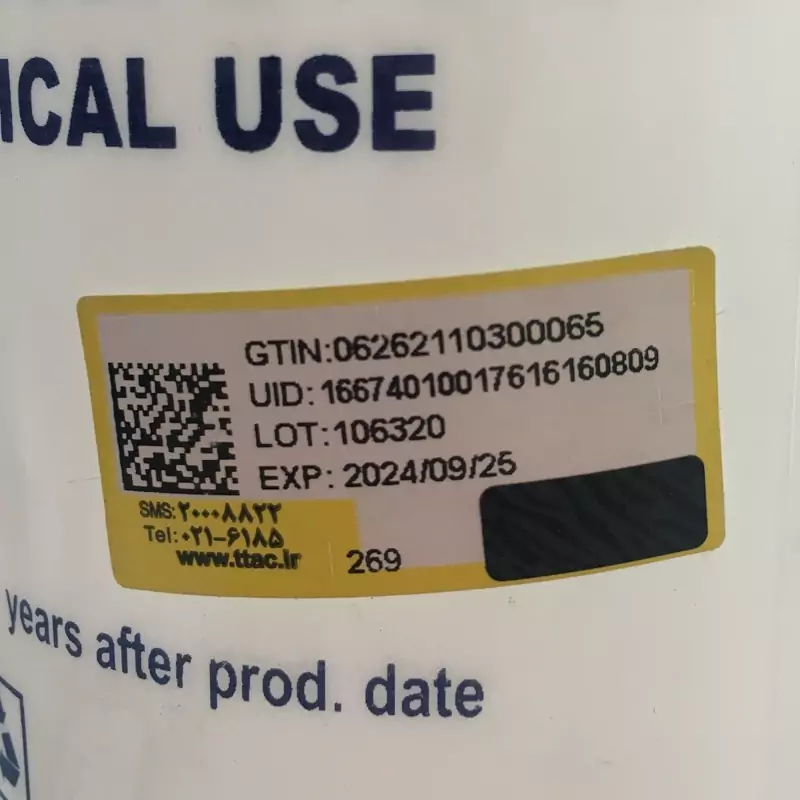 ICAL USE
GTIN:06262110300065
UID: 16674010017616160809
LOT:106320
EXP: 2024/09/25
SMS:۲۰۰۰۸۸۲۲
Tel:۰۲۱-۶۱۸۵
www.ttac.ir
269
years after prod. date